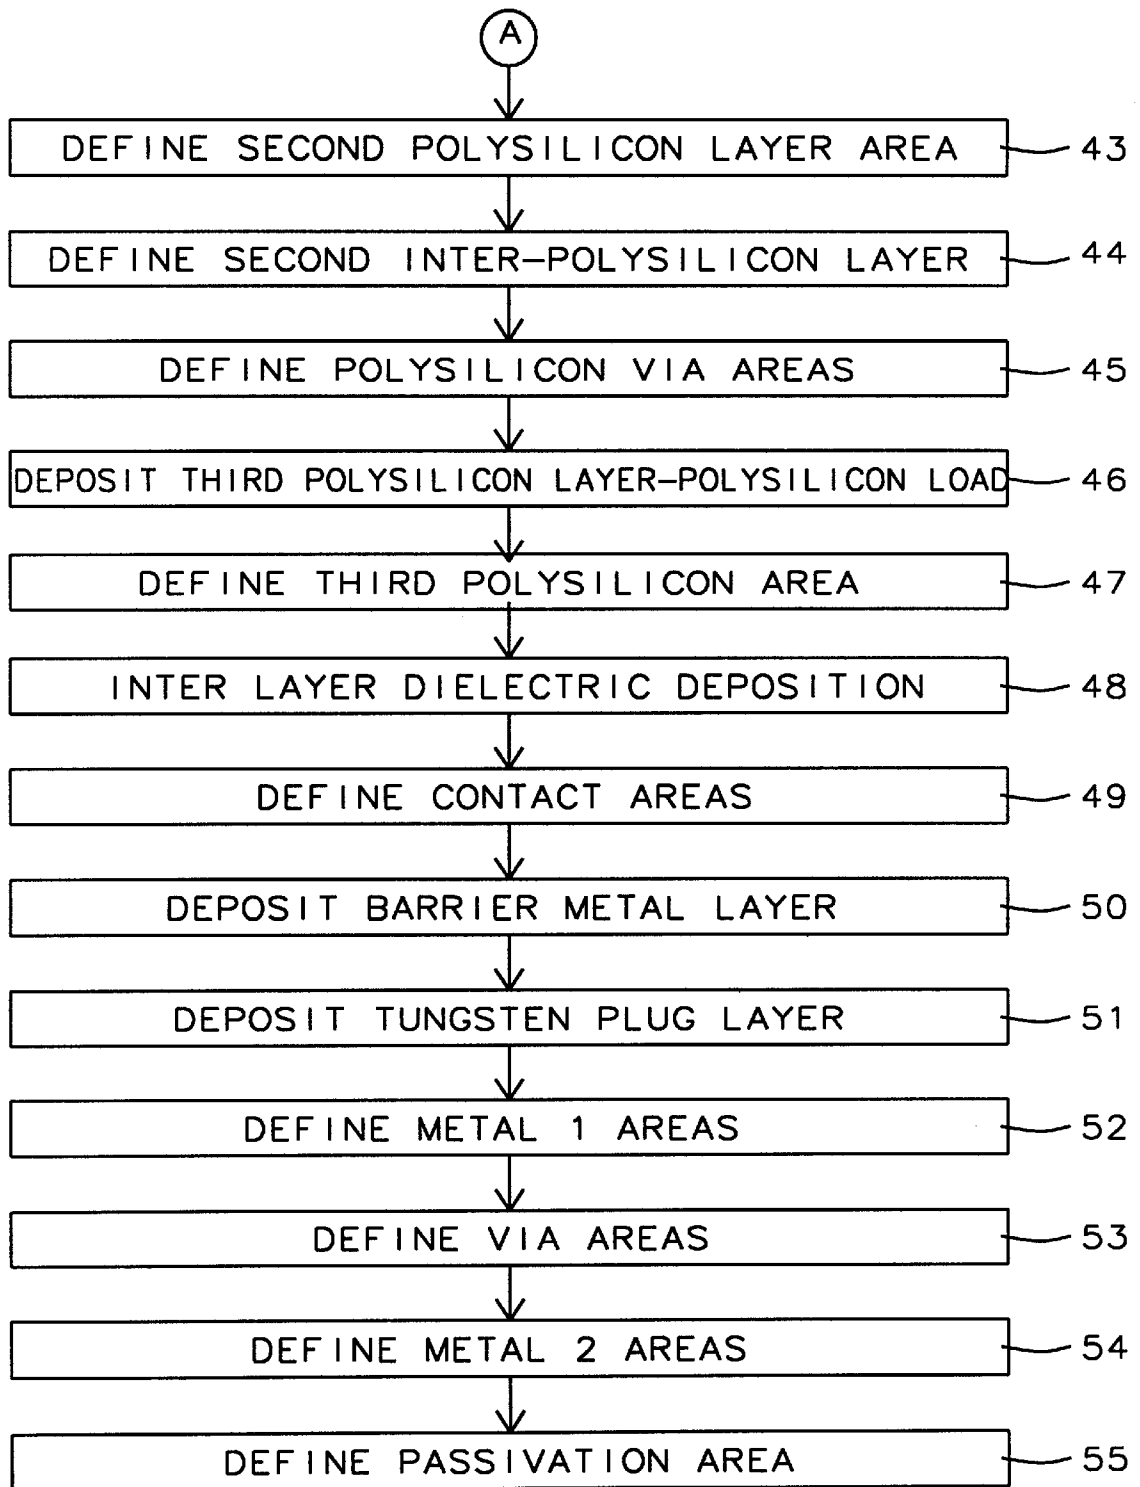 A
DEFINE SECOND POLYSILICON LAYER AREA 43
DEFINE SECOND INTER-POLYSILICON LAYER 44
DEFINE POLYSILICON VIA AREAS 45
DEPOSIT THIRD POLYSILICON LAYER-POLYSILICON LOAD 46
DEFINE THIRD POLYSILICON AREA 47
INTER LAYER DIELECTRIC DEPOSITION 48
DEFINE CONTACT AREAS 49
DEPOSIT BARRIER METAL LAYER 50
DEPOSIT TUNGSTEN PLUG LAYER 51
DEFINE METAL 1 AREAS 52
DEFINE VIA AREAS 53
DEFINE METAL 2 AREAS 54
DEFINE PASSIVATION AREA 55